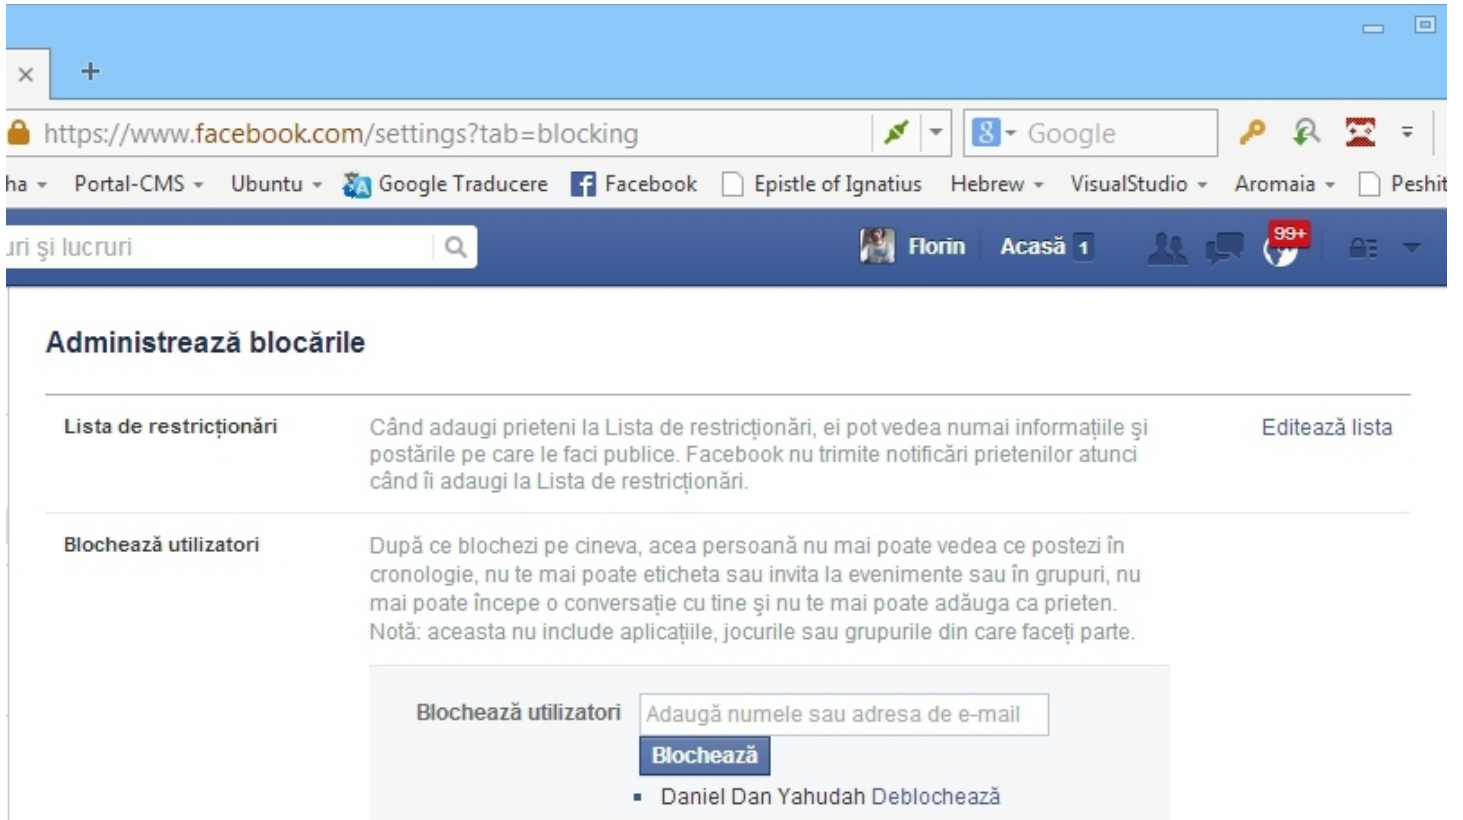 https://www.facebook.com/settings?tab=blocking
Google
ha Portal-CMS Ubuntu Google Traducere Facebook Epistle of Ignatius Hebrew VisualStudio Aromaia Peshit
uri și lucruri
Florin Acasă 1 99+
Administrează blocările
Lista de restricționări
Când adaugi prieteni la Lista de restricționări, ei pot vedea numai informațiile și
postările pe care le faci publice. Facebook nu trimite notificări prietenilor atunci
când îi adaugi la Lista de restricționări.
Editează lista
Blochează utilizatori
După ce blochezi pe cineva, acea persoană nu mai poate vedea ce postezi în
cronologie, nu te mai poate eticheta sau invita la evenimente sau în grupuri, nu
mai poate începe o conversație cu tine şi nu te mai poate adăuga ca prieten.
Notă: aceasta nu include aplicațiile, jocurile sau grupurile din care faceți parte.
Blochează utilizatori
Adaugă numele sau adresa de e-mail
Blochează
Daniel Dan Yahudah Deblochează